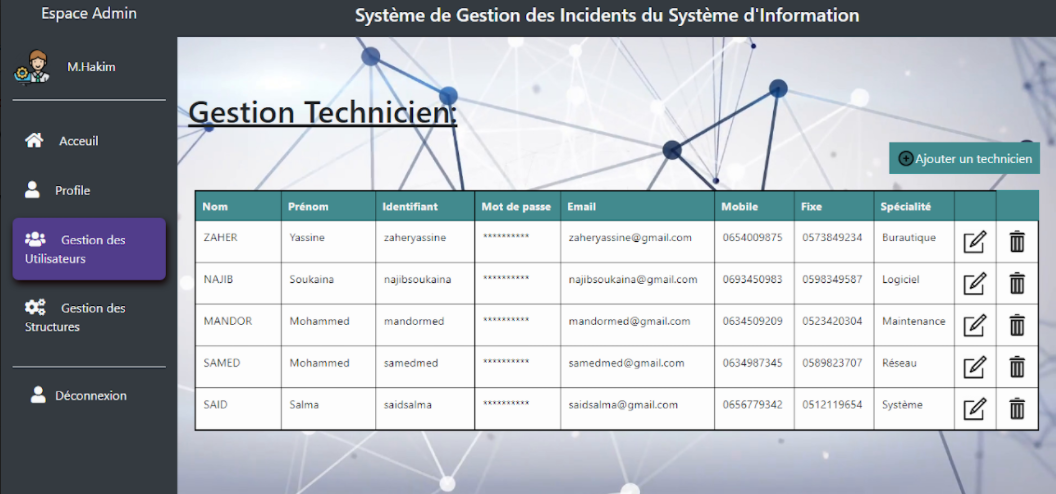 Espace Admin
Système de Gestion des Incidents du Système d'Information
M.Hakim
Acceuil
Profile
Gestion des
Utilisateurs
Gestion des
Structures
Déconnexion
Gestion Technicien:
Ajouter un technicien
Nom Prénom Identifiant Mot de passe Email Mobile Fixe Spécialité
ZAHER Yassine zaheryassine ********** zaheryassine@gmail.com 0654009875 0573849234 Burautique
NAJIB Soukaina najibsoukaina ********** najibsoukaina@gmail.com 0693450983 0598349587 Logiciel
MANDOR Mohammed mandormed ********** mandormed@gmail.com 0634509209 0523420304 Maintenance
SAMED Mohammed samedmed ********** samedmed@gmail.com 0634987345 0589823707 Réseau
SAID Salma saidsalma ********** saidsalma@gmail.com 0656779342 0512119654 Système